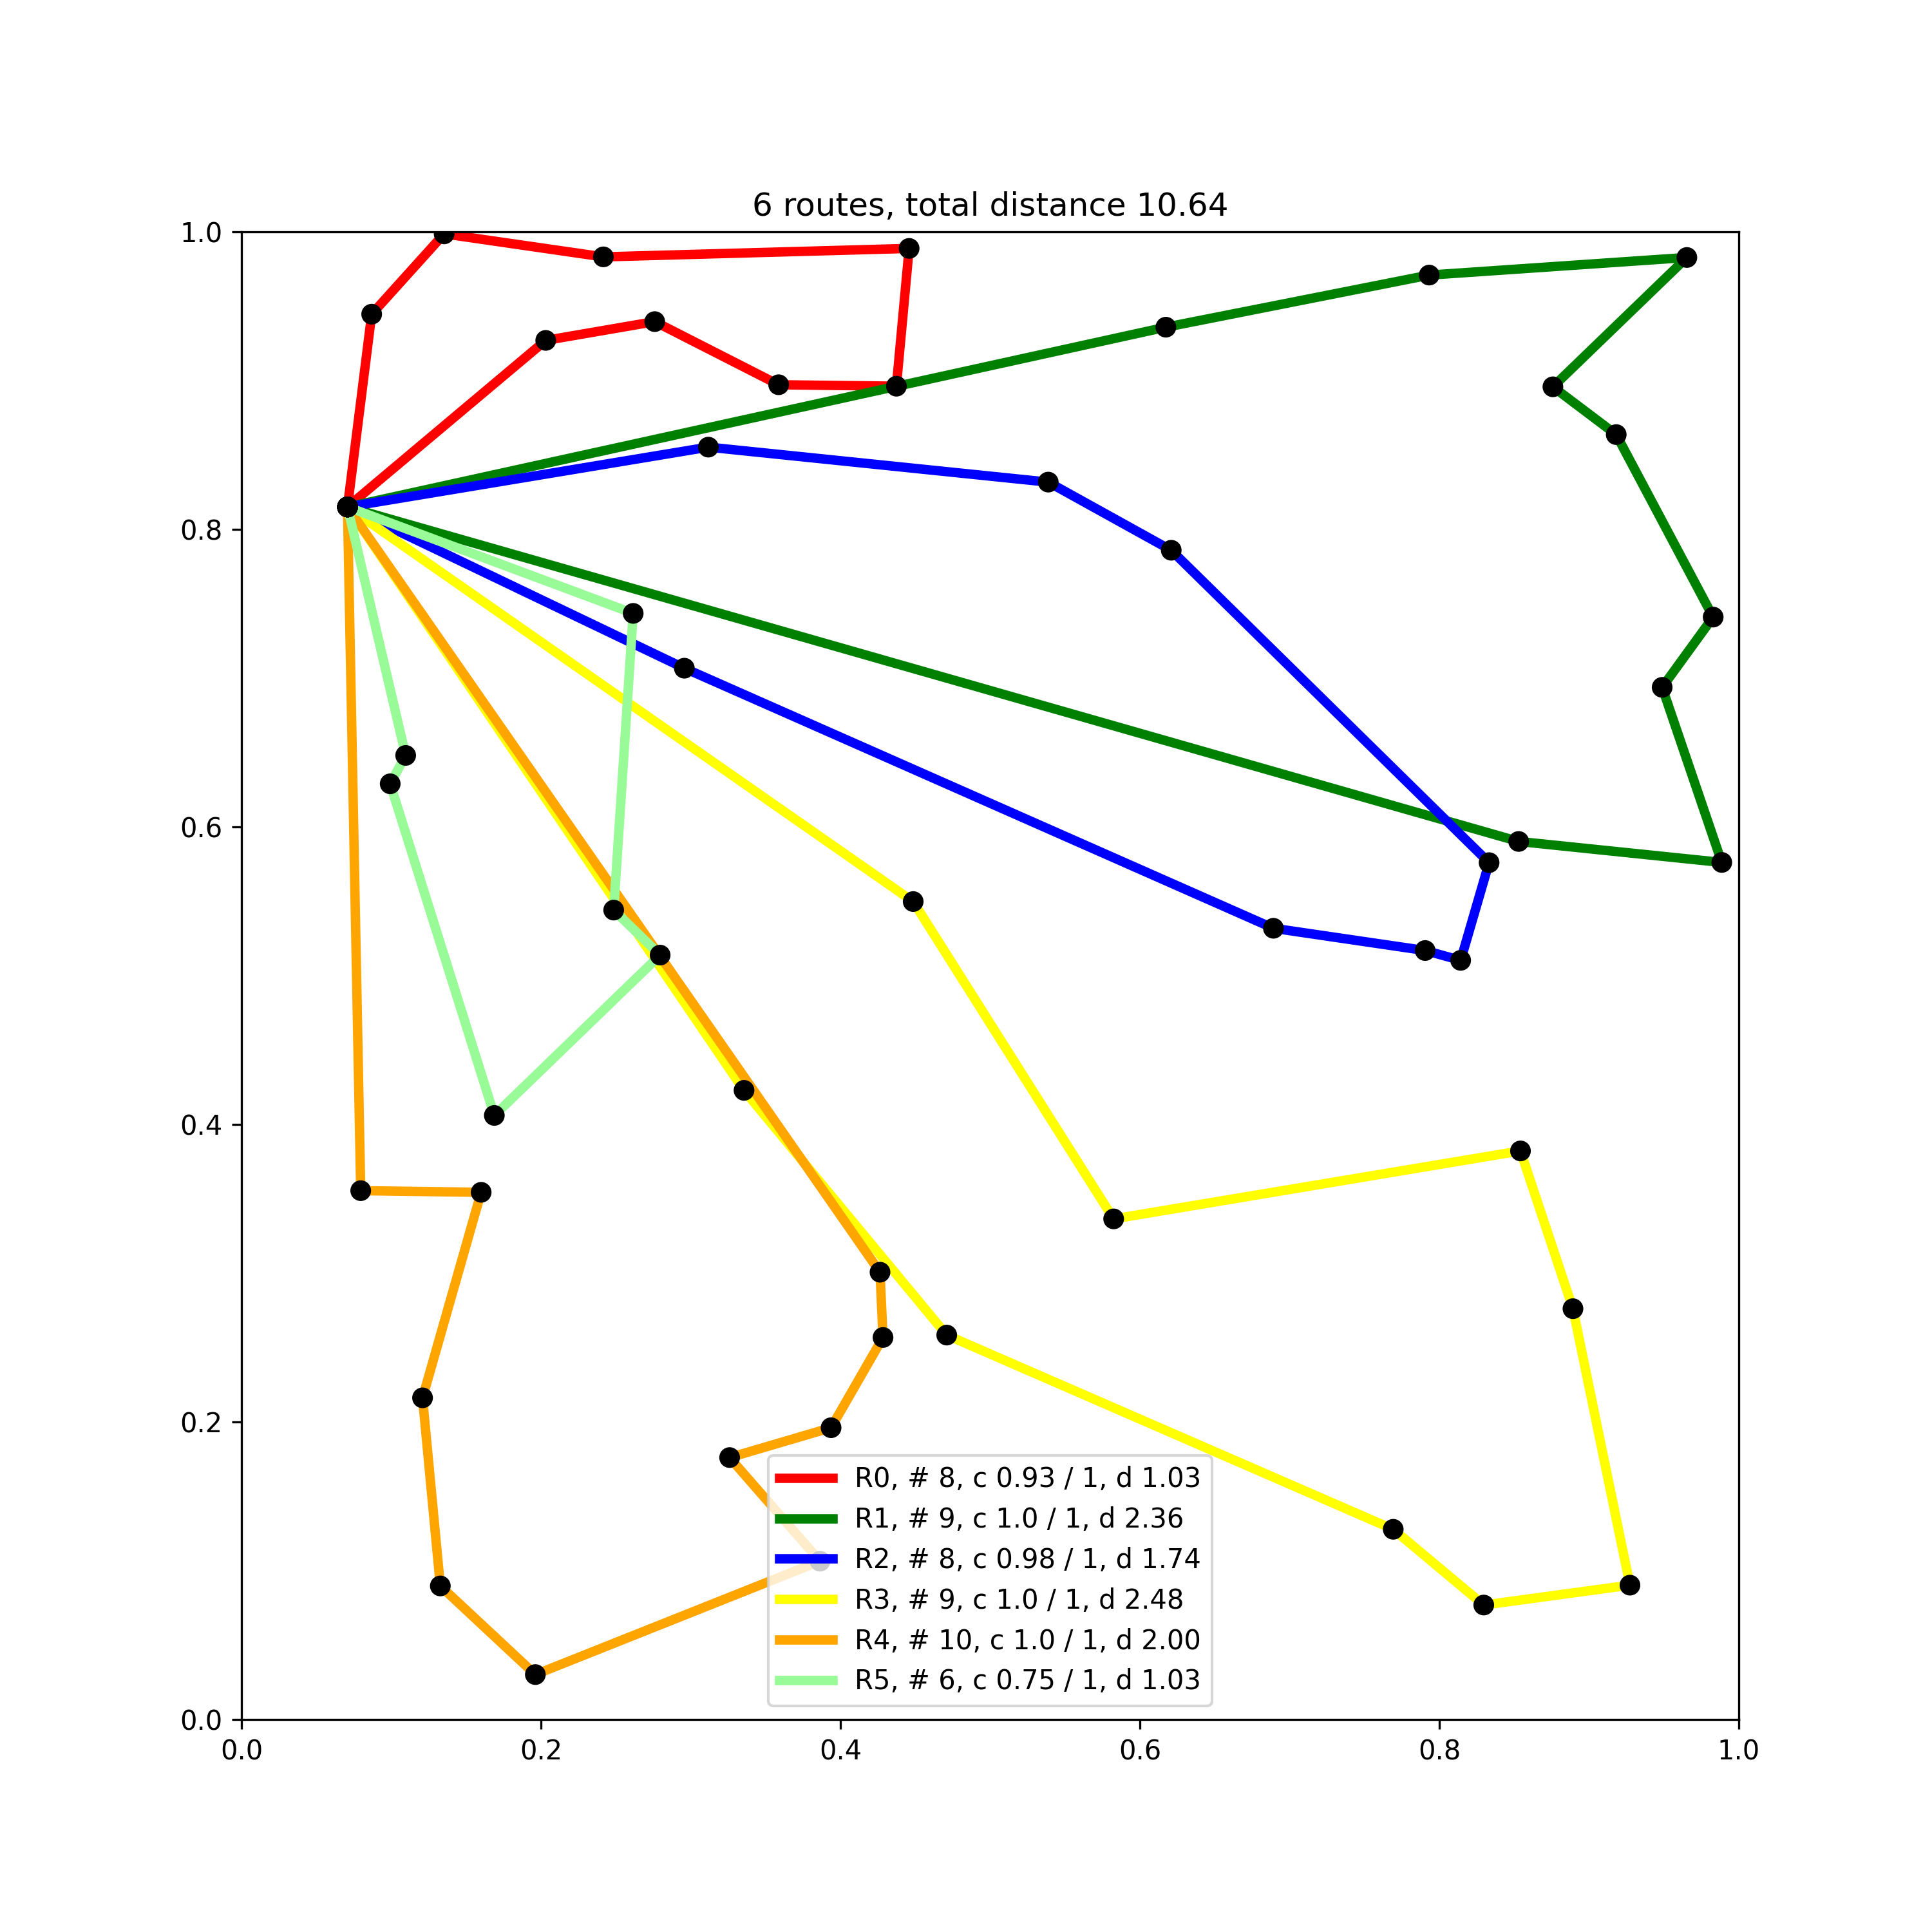 6 routes, total distance 10.64
1.0
0.8
0.6
0.4
0.2
0.0
R0, # 8, c 0.93 / 1, d 1.03
R1, # 9, c 1.0 / 1, d 2.36
R2, # 8, c 0.98 / 1, d 1.74
R3, # 9, c 1.0 / 1, d 2.48
R4, # 10, c 1.0 / 1, d 2.00
R5, # 6, c 0.75 / 1, d 1.03
0.0 0.2 0.4 0.6 0.8 1.0